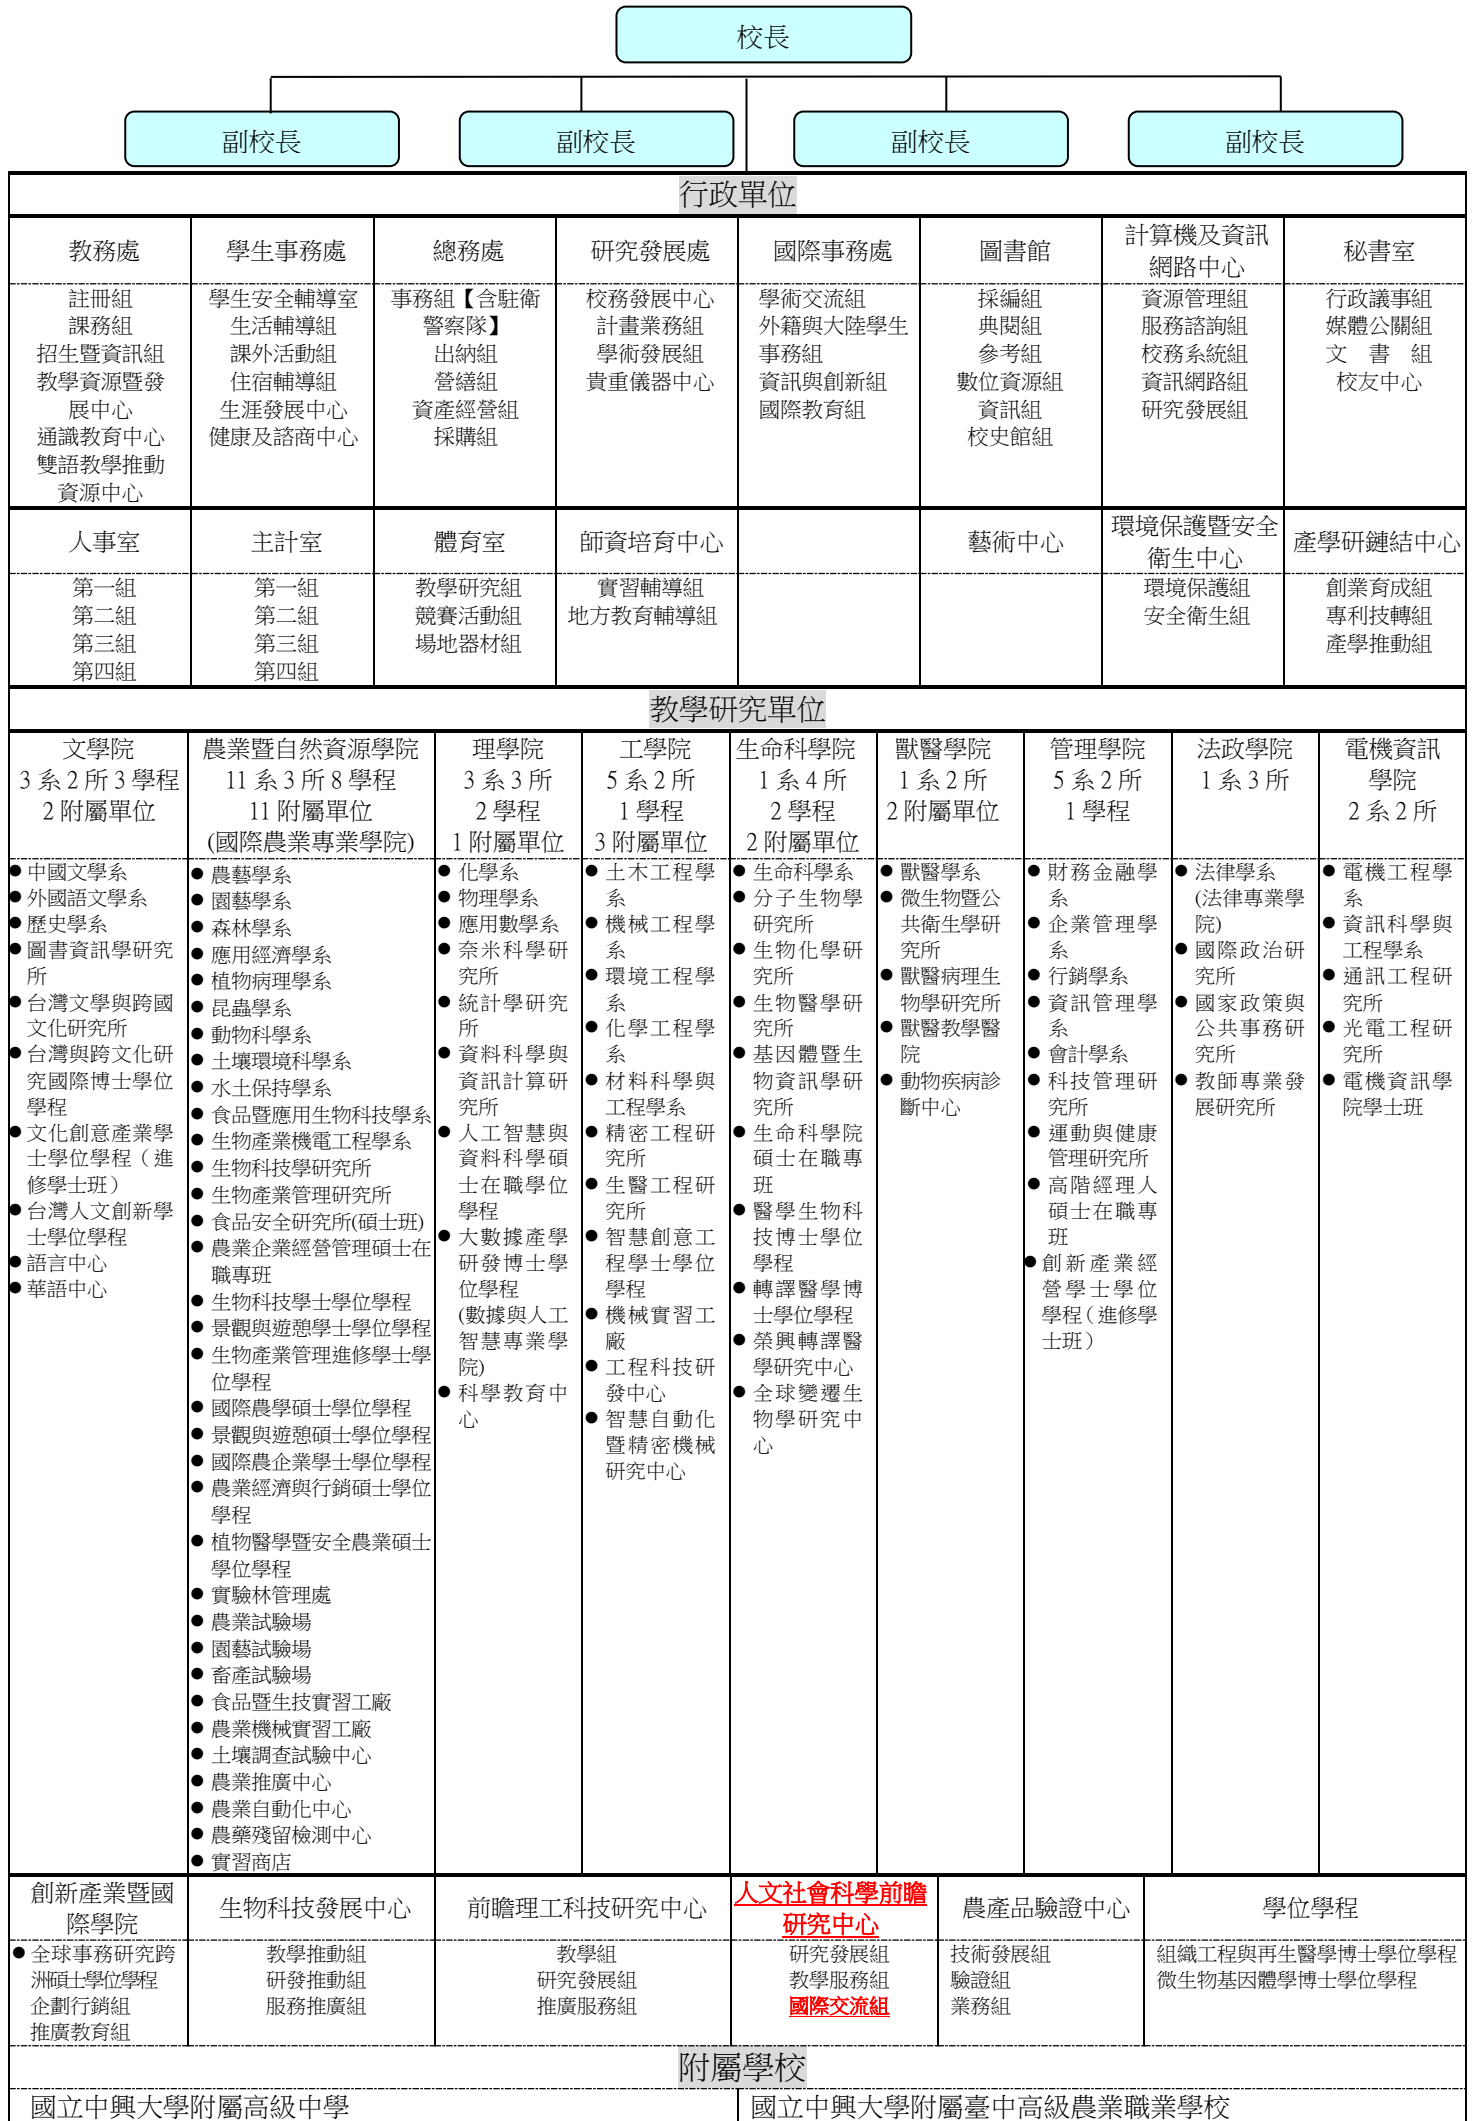 校長
副校長
副校長
副校長
副校長
行政單位
教務處
註冊組
課務組
招生暨資訊組
教學資源暨發
展中心
通識教育中心
雙語教學推動
資源中心
學生事務處
學生安全輔導室
生活輔導組
課外活動組
住宿輔導組
生涯發展中心
健康及諮商中心
總務處
事務組【含駐衛
警察隊】
出納組
營繕組
資產經營組
採購組
研究發展處
校務發展中心
計畫業務組
學術發展組
貴重儀器中心
國際事務處
學術交流組
外籍與大陸學生
事務組
資訊與創新組
國際教育組
圖書館
採編組
典閱組
參考組
數位資源組
資訊組
校史館組
計算機及資訊
網路中心
資源管理組
服務諮詢組
校務系統組
資訊網路組
研究發展組
秘書室
行政議事組
媒體公關組
文 書 組
校友中心
人事室
第一組
第二組
第三組
第四組
主計室
第一組
第二組
第三組
第四組
體育室
教學研究組
競賽活動組
場地器材組
師資培育中心
實習輔導組
地方教育輔導組
藝術中心
環境保護暨安全
衛生中心
環境保護組
安全衛生組
產學研鏈結中心
創業育成組
專利技轉組
產學推動組
教學研究單位
文學院
3 系 2 所 3 學程
2 附屬單位
● 中國文學系
● 外國語文學系
● 歷史學系
● 圖書資訊學研究
所
● 台灣文學與跨國
文化研究所
● 台灣與跨文化研
究國際博士學位
學程
● 文化創意產業學
士學位學程（進
修學士班）
● 台灣人文創新學
士學位學程
● 語言中心
● 華語中心
農業暨自然資源學院
11 系 3 所 8 學程
11 附屬單位
(國際農業專業學院)
● 農藝學系
● 園藝學系
● 森林學系
● 應用經濟學系
● 植物病理學系
● 昆蟲學系
● 動物科學系
● 土壤環境科學系
● 水土保持學系
● 食品暨應用生物科技學系
● 生物產業機電工程學系
● 生物科技學研究所
● 生物產業管理研究所
● 食品安全研究所(碩士班)
● 農業企業經營管理碩士在
職專班
● 生物科技學士學位學程
● 景觀與遊憩學士學位學程
● 生物產業管理進修學士學
位學程
● 國際農學碩士學位學程
● 景觀與遊憩碩士學位學程
● 國際農企業學士學位學程
● 農業經濟與行銷碩士學位
學程
● 植物醫學暨安全農業碩士
學位學程
● 實驗林管理處
● 農業試驗場
● 園藝試驗場
● 畜產試驗場
● 食品暨生技實習工廠
● 農業機械實習工廠
● 土壤調查試驗中心
● 農業推廣中心
● 農業自動化中心
● 農藥殘留檢測中心
● 實習商店
理學院
3 系 3 所
2 學程
1 附屬單位
● 化學系
● 物理學系
● 應用數學系
● 奈米科學研
究所
● 統計學研究
所
● 資料科學與
資訊計算研
究所
● 人工智慧與
資料科學碩
士在職學位
學程
● 大數據產學
研發博士學
位學程
(數據與人工
智慧專業學
院)
● 科學教育中
心
工學院
5 系 2 所
1 學程
3 附屬單位
● 土木工程學
系
● 機械工程學
系
● 環境工程學
系
● 化學工程學
系
● 材料科學與
工程學系
● 精密工程研
究所
● 生醫工程研
究所
● 智慧創意工
程學士學位
學程
● 機械實習工
廠
● 工程科技研
發中心
● 智慧自動化
暨精密機械
研究中心
生命科學院
1 系 4 所
2 學程
2 附屬單位
● 生命科學系
● 分子生物學
研究所
● 生物化學研
究所
● 生物醫學研
究所
● 基因體暨生
物資訊學研
究所
● 生命科學院
碩士在職專
班
● 醫學生物科
技博士學位
學程
● 轉譯醫學博
士學位學程
● 榮興轉譯醫
學研究中心
● 全球變遷生
物學研究中
心
獸醫學院
1 系 2 所
2 附屬單位
● 獸醫學系
● 微生物暨公
共衛生學研
究所
● 獸醫病理生
物學研究所
● 獸醫教學醫
院
● 動物疾病診
斷中心
管理學院
5 系 2 所
1 學程
● 財務金融學
系
● 企業管理學
系
● 行銷學系
● 資訊管理學
系
● 會計學系
● 科技管理研
究所
● 運動與健康
管理研究所
● 高階經理人
碩士在職專
班
● 創新產業經
營學士學位
學程（進修學
士班）
法政學院
1 系 3 所
● 法律學系
(法律專業學
院)
● 國際政治研
究所
● 國家政策與
公共事務研
究所
● 教師專業發
展研究所
電機資訊
學院
2 系 2 所
● 電機工程學
系
● 資訊科學與
工程學系
● 通訊工程研
究所
● 光電工程研
究所
● 電機資訊學
院學士班
創新產業暨國
際學院
● 全球事務研究跨
洲碩士學位學程
企劃行銷組
推廣教育組
生物科技發展中心
教學推動組
研發推動組
服務推廣組
前瞻理工科技研究中心
教學組
研究發展組
推廣服務組
人文社會科學前瞻
研究中心
研究發展組
教學服務組
國際交流組
農產品驗證中心
技術發展組
驗證組
業務組
學位學程
組織工程與再生醫學博士學位學程
微生物基因體學博士學位學程
附屬學校
國立中興大學附屬高級中學
國立中興大學附屬臺中高級農業職業學校